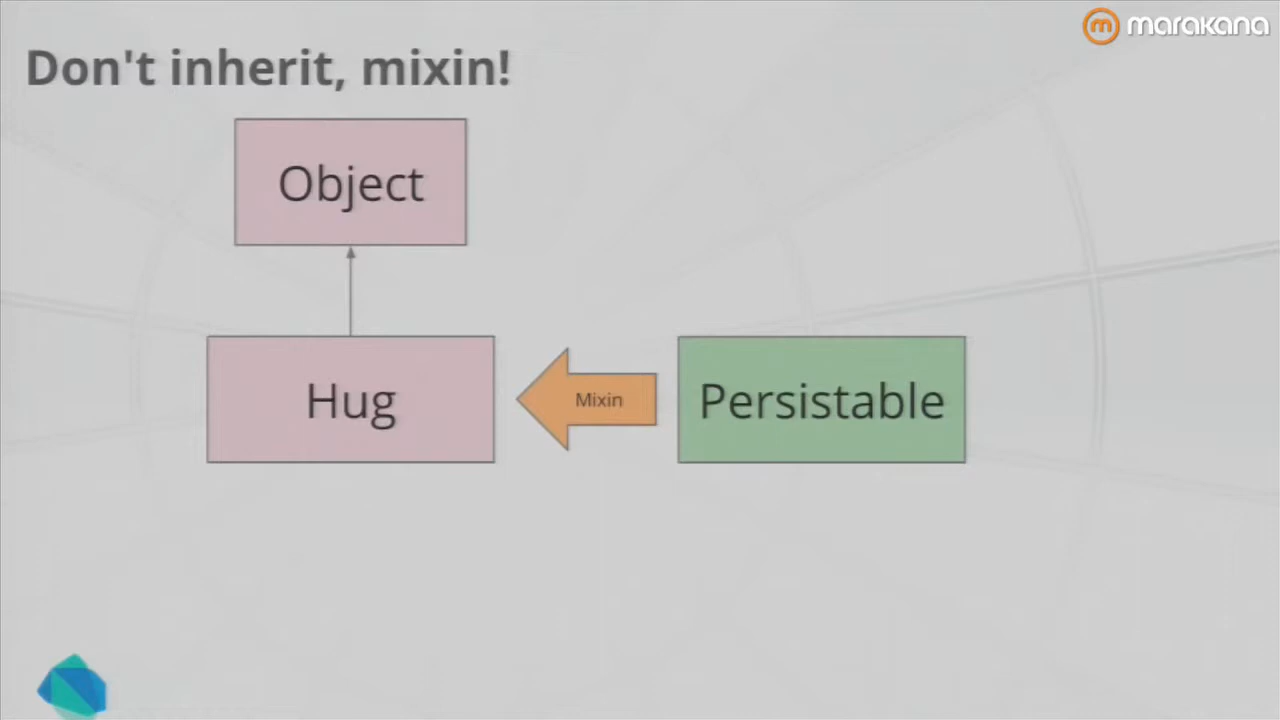 marakana
Don't inherit, mixin!
Object
Hug
Mixin
Persistable